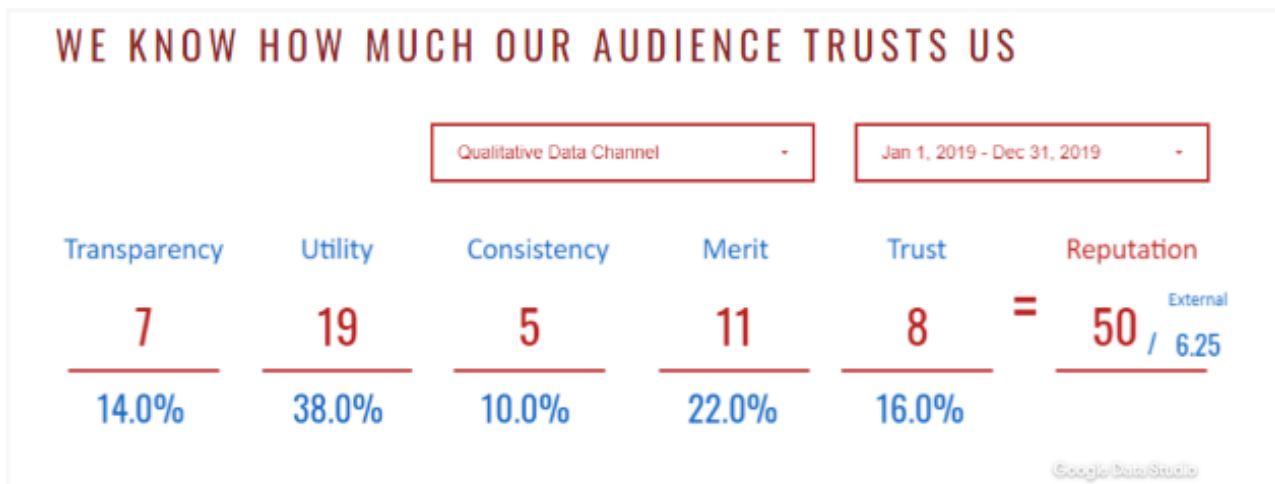 WE KNOW HOW MUCH OUR AUDIENCE TRUSTS US
Qualitative Data Channel Jan 1, 2019 - Dec 31, 2019
Transparency Utility Consistency Merit Trust Reputation
7 19 5 11 8 = 50 / External 6.25
14.0% 38.0% 10.0% 22.0% 16.0%
Google Data Studio